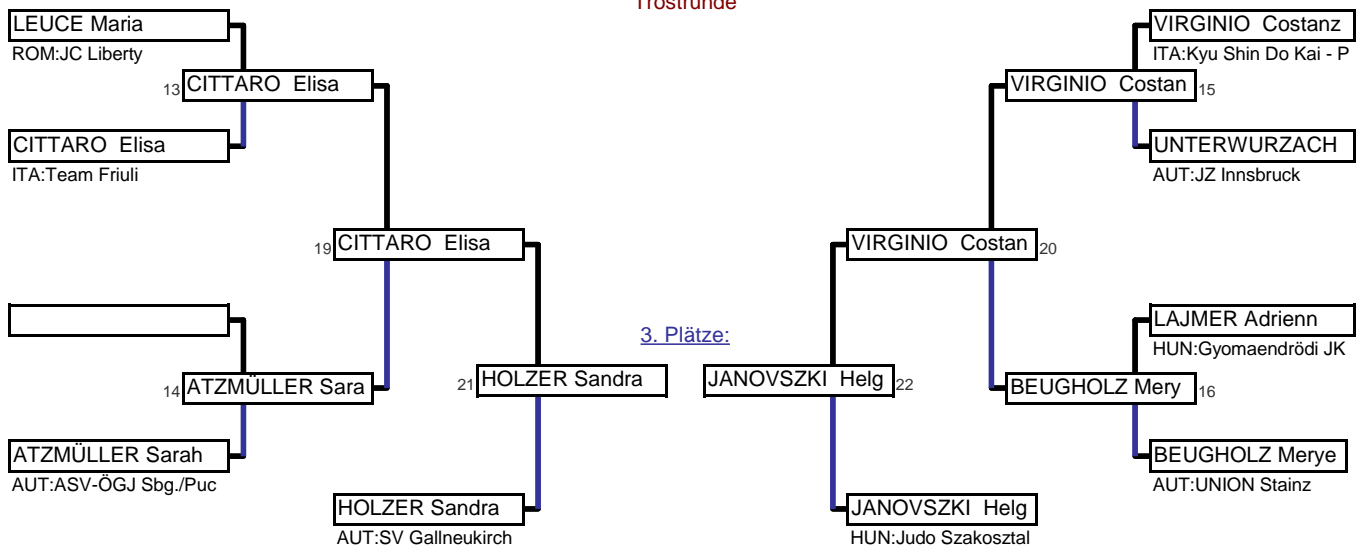 Trostrunde
LEUCE Maria
ROM:JC Liberty
VIRGINIO Costanz
ITA:Kyu Shin Do Kai - P
13 CITTARO Elisa
VIRGINIO Costan 15
CITTARO Elisa
ITA:Team Friuli
UNTERWURZACH
AUT:JZ Innsbruck
19 CITTARO Elisa
VIRGINIO Costan 20
LAJMER Adrienn
HUN:Gyomaendrödi JK
3. Plätze:
14 ATZMÜLLER Sara
21 HOLZER Sandra
JANOVSZKI Helg 22
BEUGHOLZ Mery 16
ATZMÜLLER Sarah
AUT:ASV-ÖGJ Sbg./Puc
BEUGHOLZ Merye
AUT:UNION Stainz
HOLZER Sandra
AUT:SV Gallneukirch
JANOVSZKI Helg
HUN:Judo Szakosztal